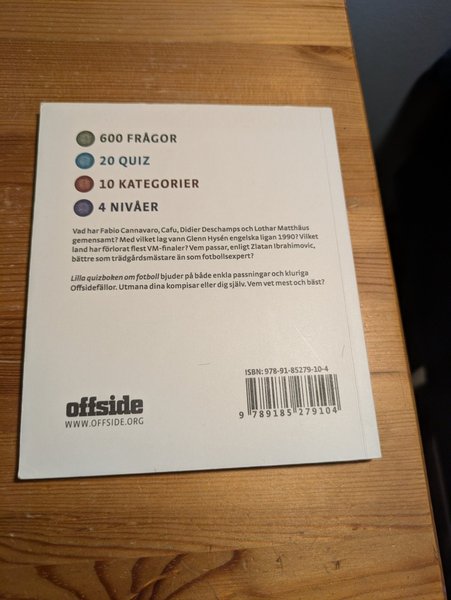 600 FRÅGOR
20 QUIZ
10 KATEGORIER
4 NIVÅER
Vad har Fabio Cannavaro, Cafu, Didier Deschamps och Lothar Matthäus
gemensamt? Med vilket lag vann Glenn Hysén engelska ligan 1990? Vilket
land har förlorat flest VM-finaler? Vem passar, enligt Zlatan Ibrahimovic,
bättre som trädgårdsmästare än som fotbollsexpert?
Lilla quizboken om fotboll bjuder på både enkla passningar och kluriga
Offsidefällor. Utmana dina kompisar eller dig själv. Vem vet mest och bäst?
ISBN: 978-91-85279-10-4
9 789185 279104
offside
WWW.OFFSIDE.ORG